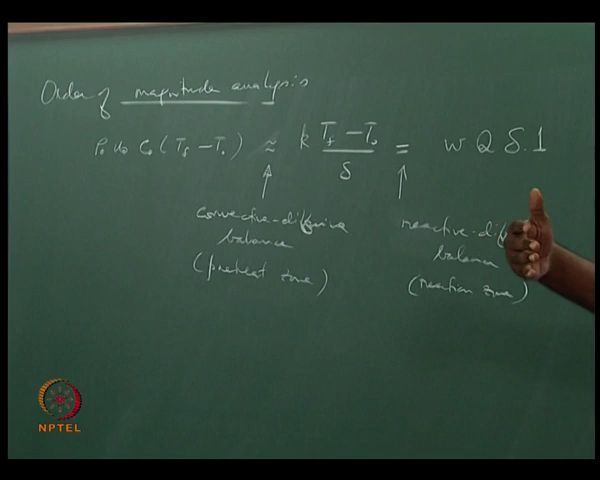 Order of magnitude analysis
ρ₀ u₀ Cp (T_f − T₀) ≈ k (T_f − T₀)/δ = w Q δ.1
convective-diffusive reactive-diff
balance balance
(preheat zone) (reaction zone)
NPTEL